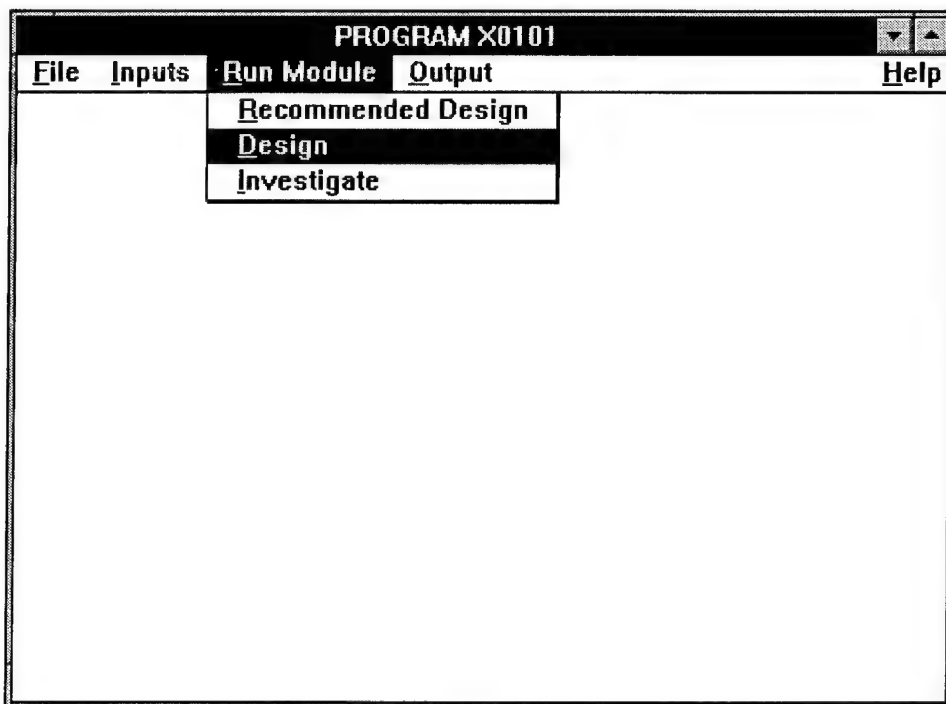 PROGRAM X0101
File Inputs Run Module Output Help
Recommended Design
Design
Investigate